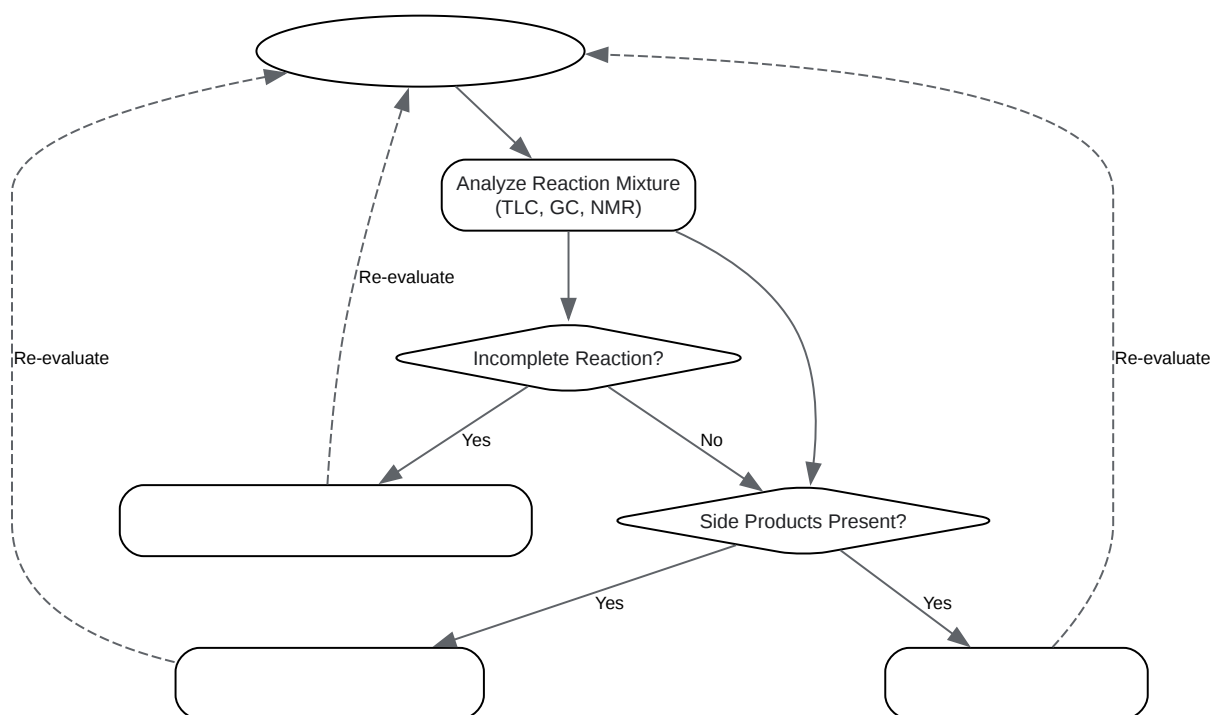 Analyze Reaction Mixture
(TLC, GC, NMR)
Re-evaluate
Incomplete Reaction?
Re-evaluate
Re-evaluate
Yes
No
Side Products Present?
Yes
Yes